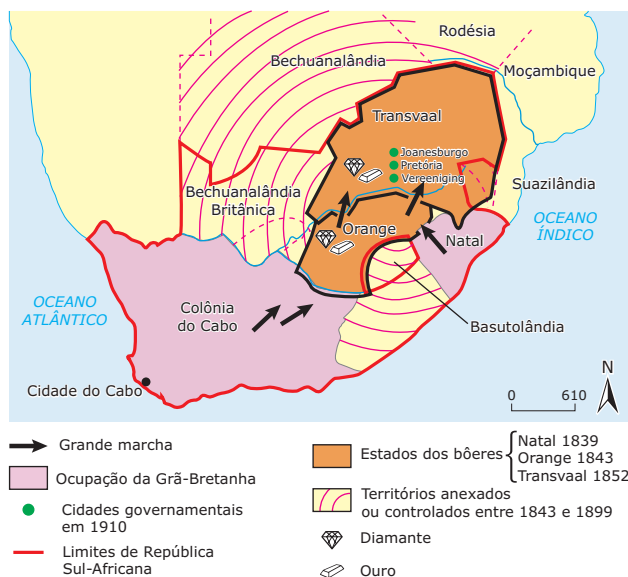 Rodésia
Bechuanalândia
Moçambique
Transvaal
Joanesburgo
Pretória
Vereeniging
Bechuanalândia
Britânica
Suazilândia
Orange
Natal
OCEANO
ÍNDICO
OCEANO
ATLÂNTICO
Colônia
do Cabo
Basutolândia
Cidade do Cabo
N
0 610
Grande marcha
Ocupação da Grã-Bretanha
Cidades governamentais
em 1910
Limites de República
Sul-Africana
Estados dos bôeres
Natal 1839
Orange 1843
Transvaal 1852
Territórios anexados
ou controlados entre 1843 e 1899
Diamante
Ouro